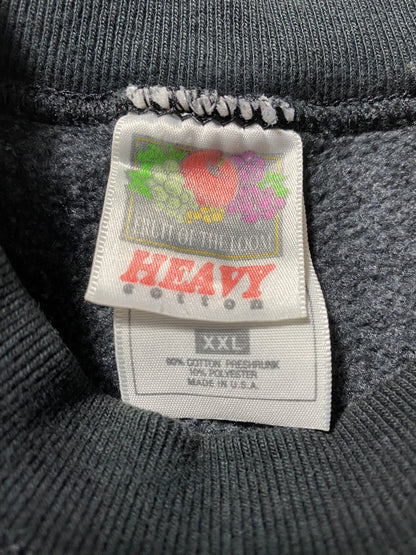 FRUIT OF THE LOOM
HEAVY
cotton
XXL
90% COTTON PRESHRUNK
10% POLYESTER
MADE IN U.S.A.